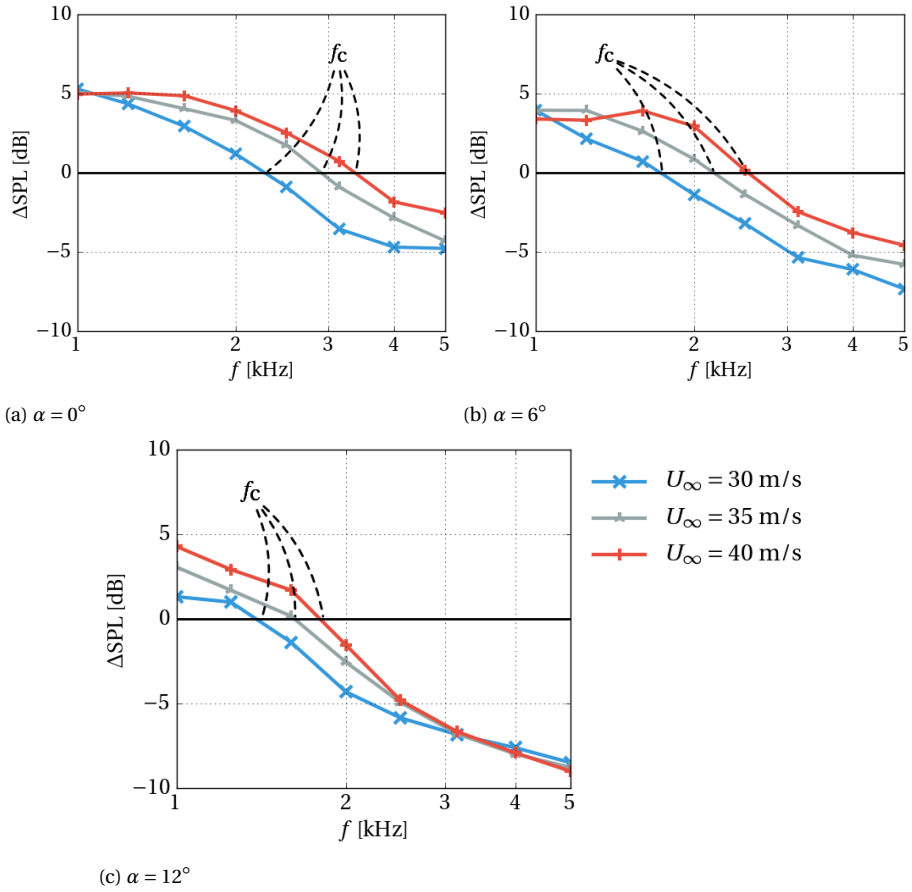 10
5
0
−5
−10
ΔSPL [dB]
fc
1
2
3
4
5
f [kHz]
(a) α = 0°
10
5
0
−5
−10
ΔSPL [dB]
fc
1
2
3
4
5
f [kHz]
(b) α = 6°
10
5
0
−5
−10
ΔSPL [dB]
fc
1
2
3
4
5
f [kHz]
(c) α = 12°
U∞ = 30 m/s
U∞ = 35 m/s
U∞ = 40 m/s